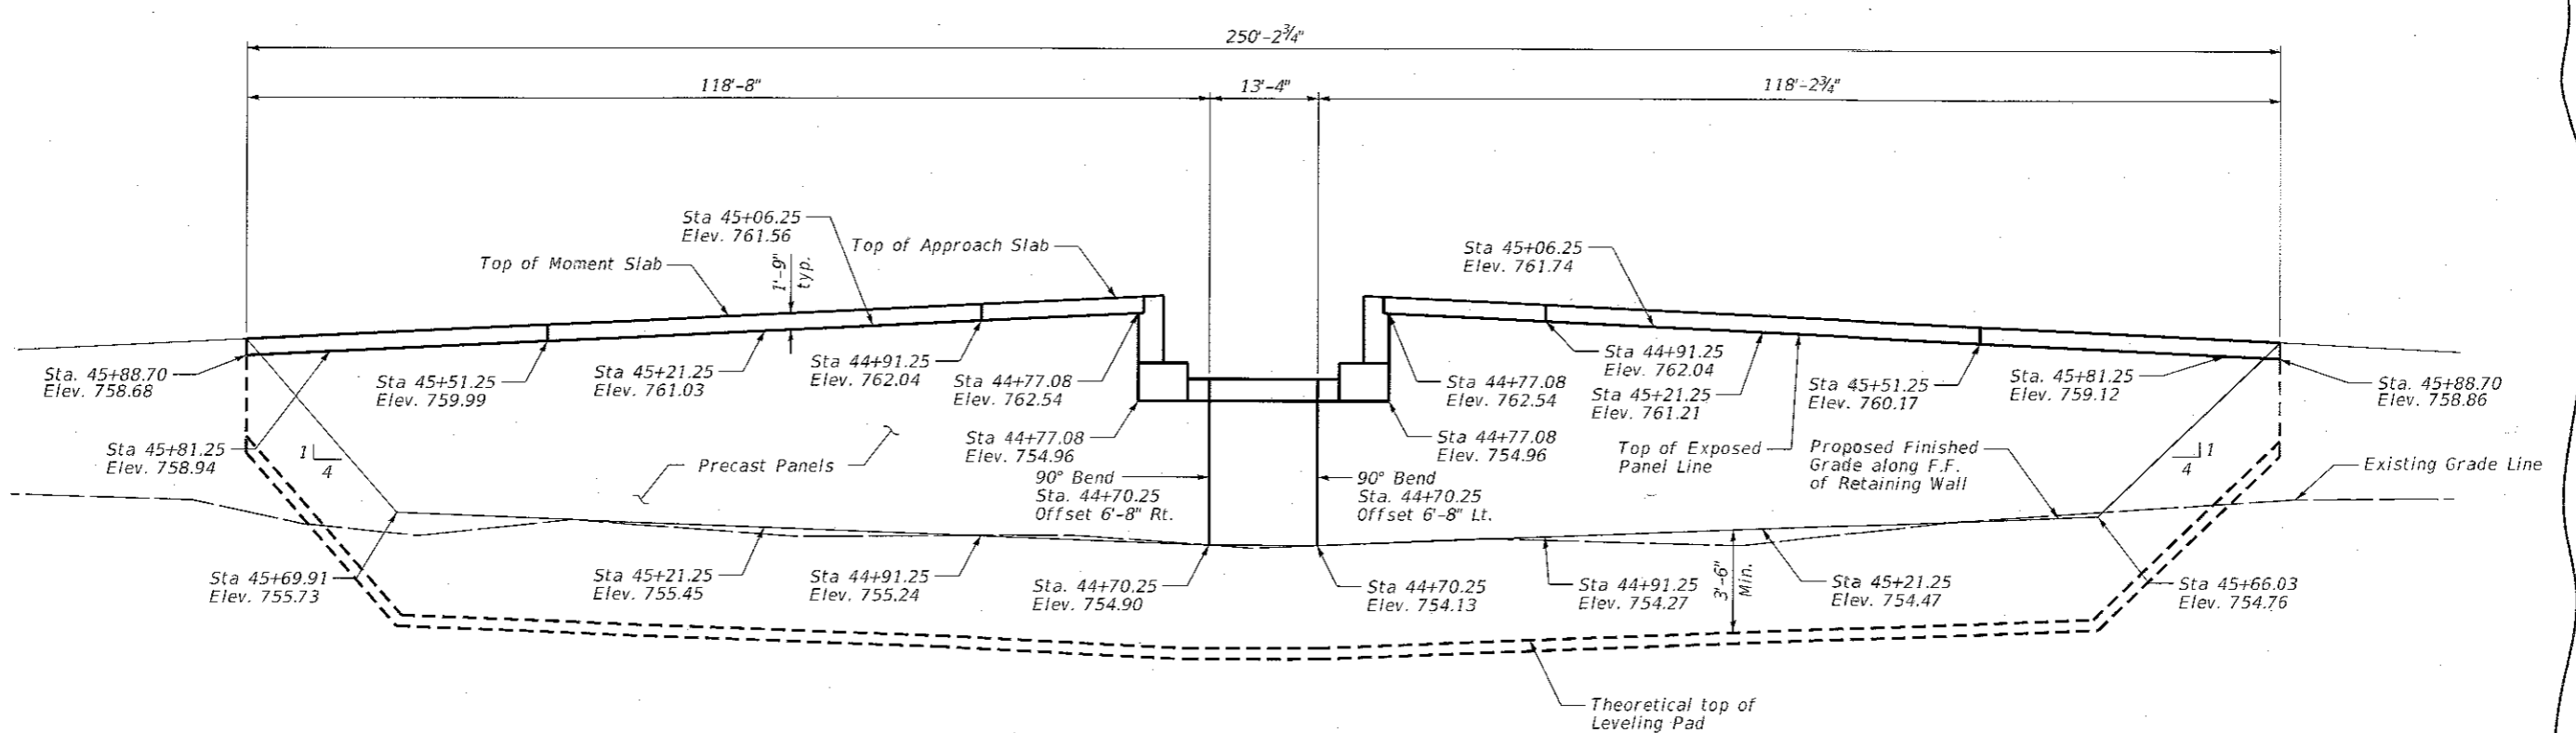 250'-2¾"
118'-8"
13'-4"
118'-2¾"
Sta 45+06.25
Elev. 761.56
Top of Approach Slab
Top of Moment Slab
1'-9"
typ.
Sta 45+06.25
Elev. 761.74
Sta. 45+88.70
Elev. 758.68
Sta 45+51.25
Elev. 759.99
Sta 45+21.25
Elev. 761.03
Sta 44+91.25
Elev. 762.04
Sta 44+77.08
Elev. 762.54
Sta 44+77.08
Elev. 762.54
Sta 44+91.25
Elev. 762.04
Sta 45+21.25
Elev. 761.21
Sta 45+51.25
Elev. 760.17
Sta. 45+81.25
Elev. 759.12
Sta. 45+88.70
Elev. 758.86
Sta 45+81.25
Elev. 758.94
1
4
Precast Panels
Sta 44+77.08
Elev. 754.96
90° Bend
Sta. 44+70.25
Offset 6'-8" Rt.
Sta 44+77.08
Elev. 754.96
90° Bend
Sta. 44+70.25
Offset 6'-8" Lt.
Top of Exposed
Panel Line
Proposed Finished
Grade along F.F.
of Retaining Wall
1
4
Existing Grade Line
Sta 45+69.91
Elev. 755.73
Sta 45+21.25
Elev. 755.45
Sta 44+91.25
Elev. 755.24
Sta. 44+70.25
Elev. 754.90
Sta 44+70.25
Elev. 754.13
Sta 44+91.25
Elev. 754.27
3'-6"
Min.
Sta 45+21.25
Elev. 754.47
Sta 45+66.03
Elev. 754.76
Theoretical top of
Leveling Pad